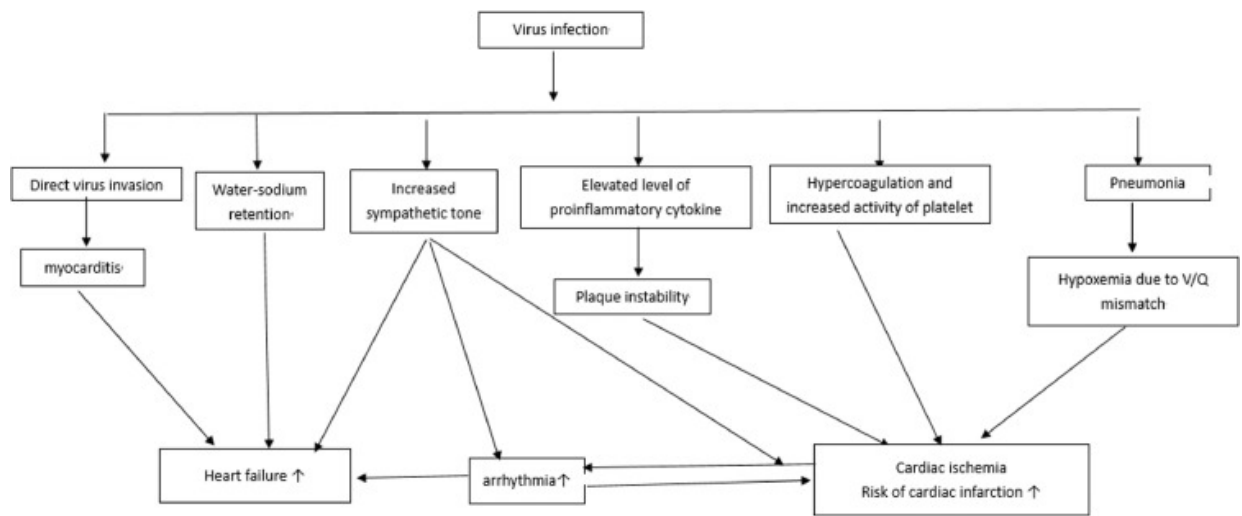 Virus infection
Direct virus invasion
Water-sodium
retention
Increased
sympathetic tone
Elevated level of
proinflammatory cytokine
Hypercoagulation and
increased activity of platelet
Pneumonia
myocarditis
Plaque instability
Hypoxemia due to V/Q
mismatch
Heart failure ↑
arrhythmia↑
Cardiac ischemia
Risk of cardiac infarction ↑